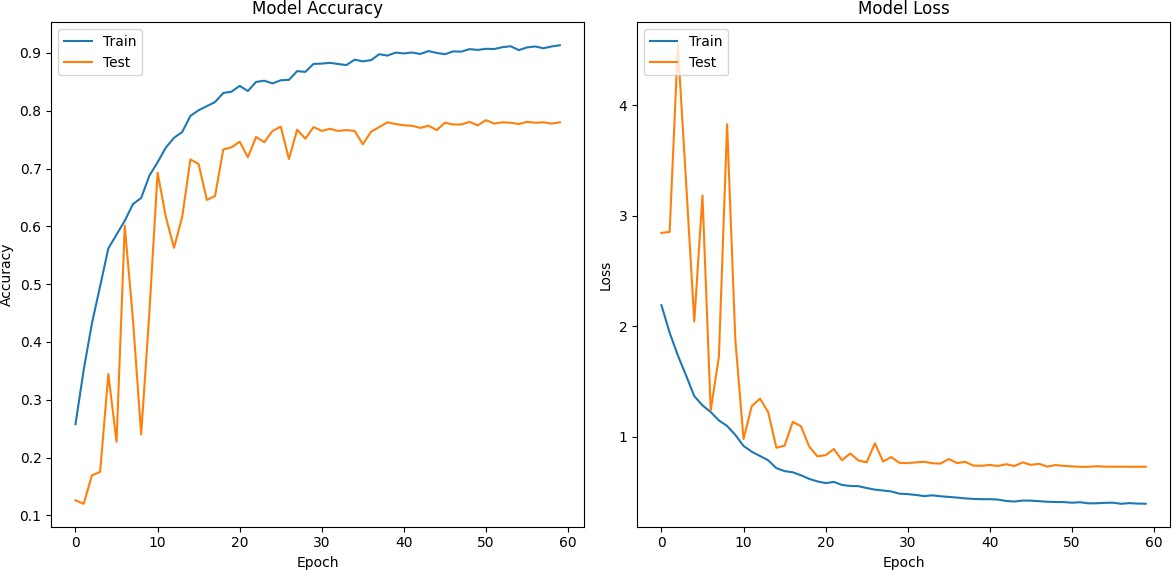 Model Accuracy
Train
Test
0.9
0.8
0.7
0.6
0.5
0.4
0.3
0.2
0.1
Accuracy
0 10 20 30 40 50 60
Epoch
Model Loss
Train
Test
4
3
2
1
Loss
0 10 20 30 40 50 60
Epoch